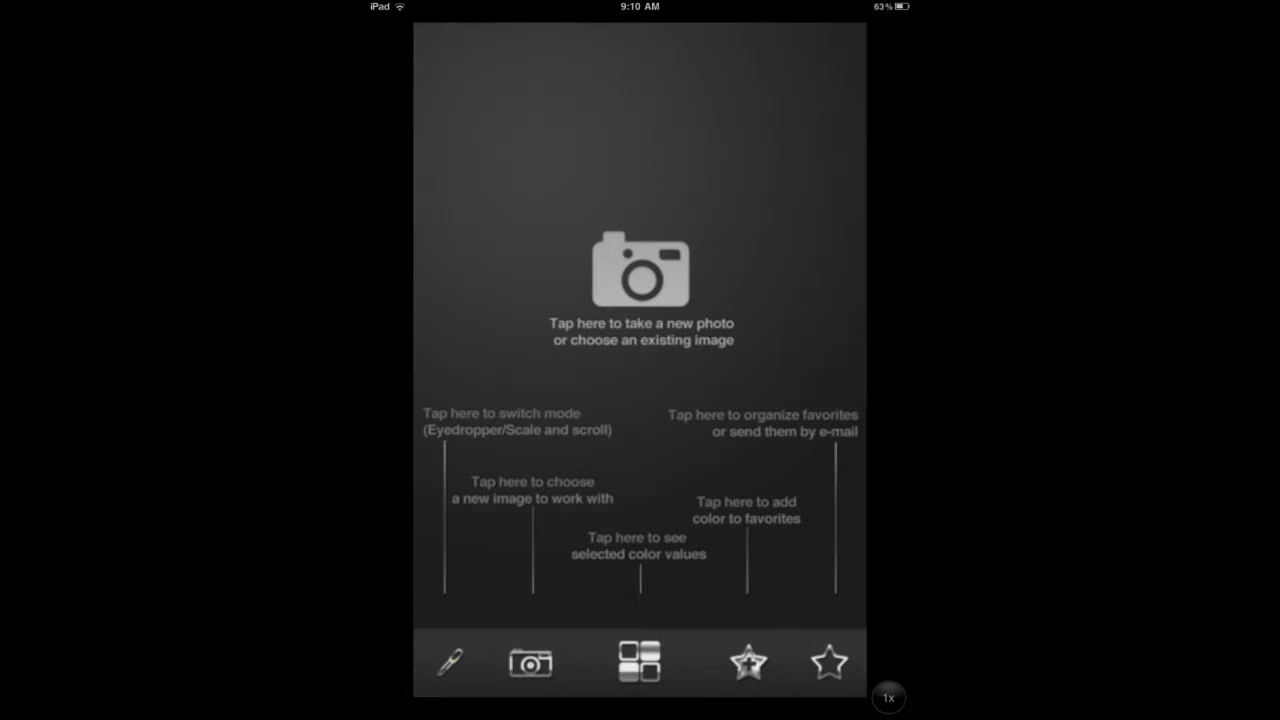 iPad
9:10 AM
63%
Tap here to take a new photo
or choose an existing image
Tap here to switch mode
(Eyedropper/Scale and scroll)
Tap here to organize favorites
or send them by e-mail
Tap here to choose
a new image to work with
Tap here to add
color to favorites
Tap here to see
selected color values
1x